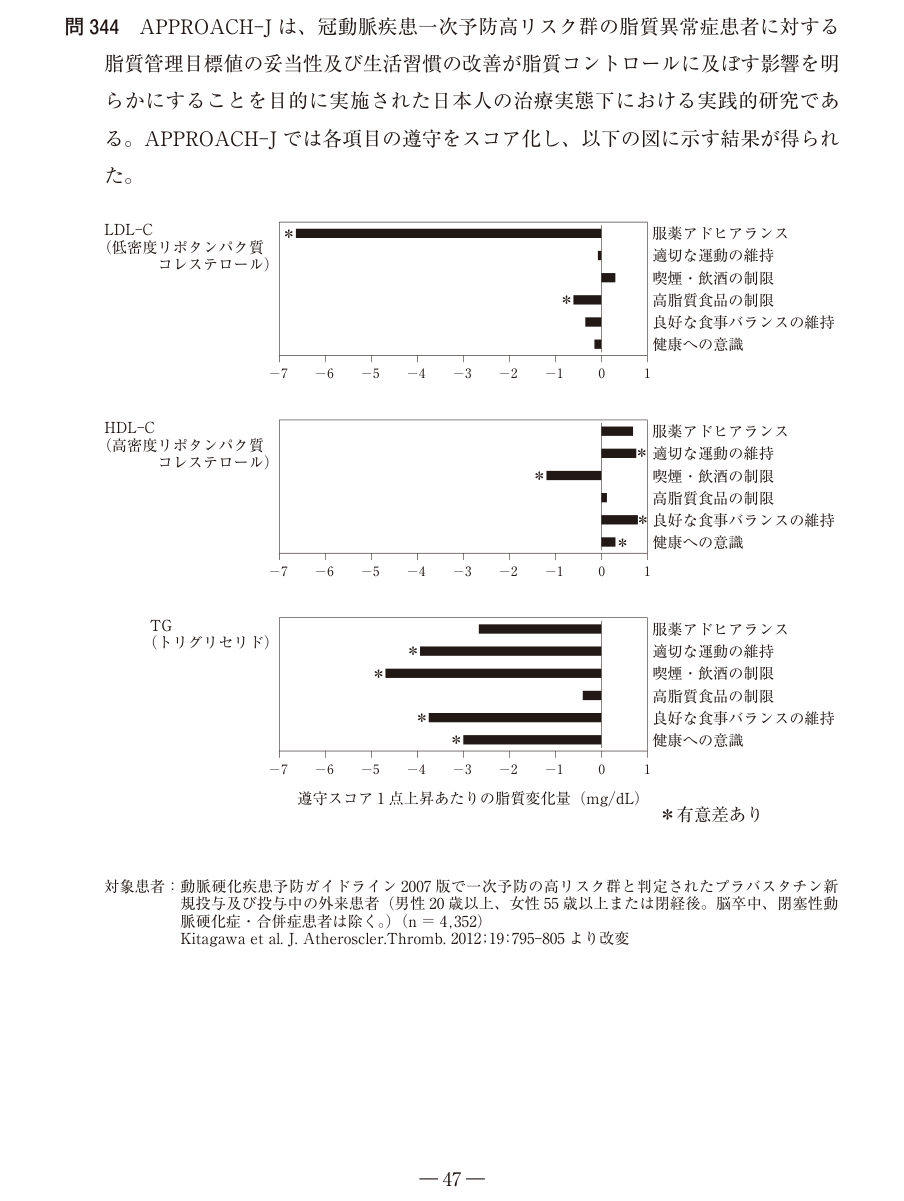 問 344 APPROACH-J は、冠動脈疾患一次予防高リスク群の脂質異常症患者に対する
脂質管理目標値の妥当性及び生活習慣の改善が脂質コントロールに及ぼす影響を明
らかにすることを目的に実施された日本人の治療実態下における実践的研究であ
る。APPROACH-J では各項目の遵守をスコア化し、以下の図に示す結果が得られ
た。
LDL-C
(低密度リポタンパク質
コレステロール)
*
*
服薬アドヒアランス
適切な運動の維持
喫煙・飲酒の制限
高脂質食品の制限
良好な食事バランスの維持
健康への意識
-7 -6 -5 -4 -3 -2 -1 0 1
HDL-C
(高密度リポタンパク質
コレステロール)
服薬アドヒアランス
* 適切な運動の維持
* 喫煙・飲酒の制限
高脂質食品の制限
* 良好な食事バランスの維持
* 健康への意識
-7 -6 -5 -4 -3 -2 -1 0 1
TG
(トリグリセリド)
服薬アドヒアランス
* 適切な運動の維持
* 喫煙・飲酒の制限
高脂質食品の制限
* 良好な食事バランスの維持
* 健康への意識
-7 -6 -5 -4 -3 -2 -1 0 1
遵守スコア1点上昇あたりの脂質変化量(mg/dL)
*有意差あり
対象患者:動脈硬化疾患予防ガイドライン 2007 版で一次予防の高リスク群と判定されたプラバスタチン新
規投与及び投与中の外来患者(男性 20 歳以上、女性 55 歳以上または閉経後。脳卒中、閉塞性動
脈硬化症・合併症患者は除く。)(n = 4,352)
Kitagawa et al. J. Atheroscler.Thromb. 2012;19:795-805 より改変
— 47 —